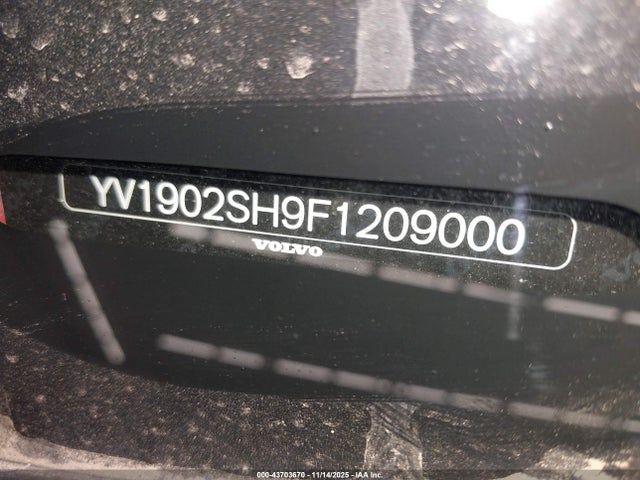 YV1902SH9F1209000
VOLVO
000-43703670 - 11/14/2025 - IAA Inc.